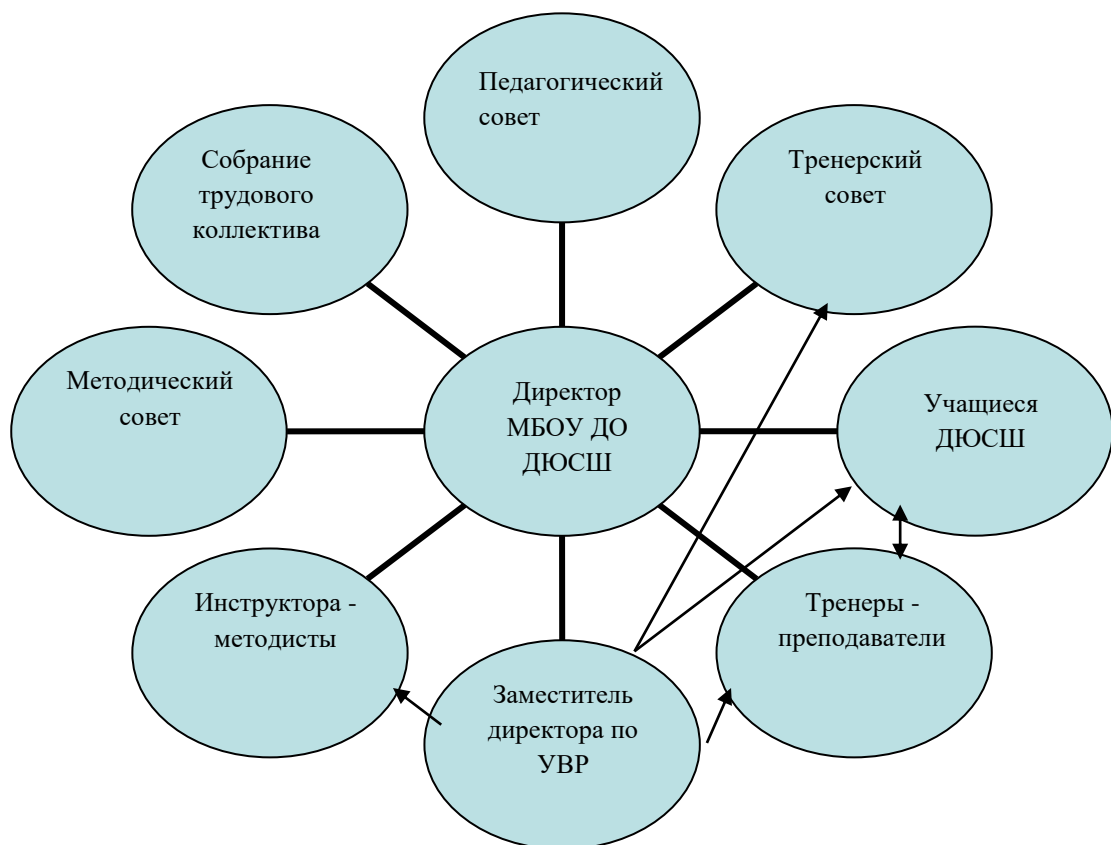 Педагогический
совет
Собрание
трудового
коллектива
Тренерский
совет
Методический
совет
Директор
МБОУ ДО
ДЮСШ
Учащиеся
ДЮСШ
Инструктора -
методисты
Заместитель
директора по
УВР
Тренеры -
преподаватели